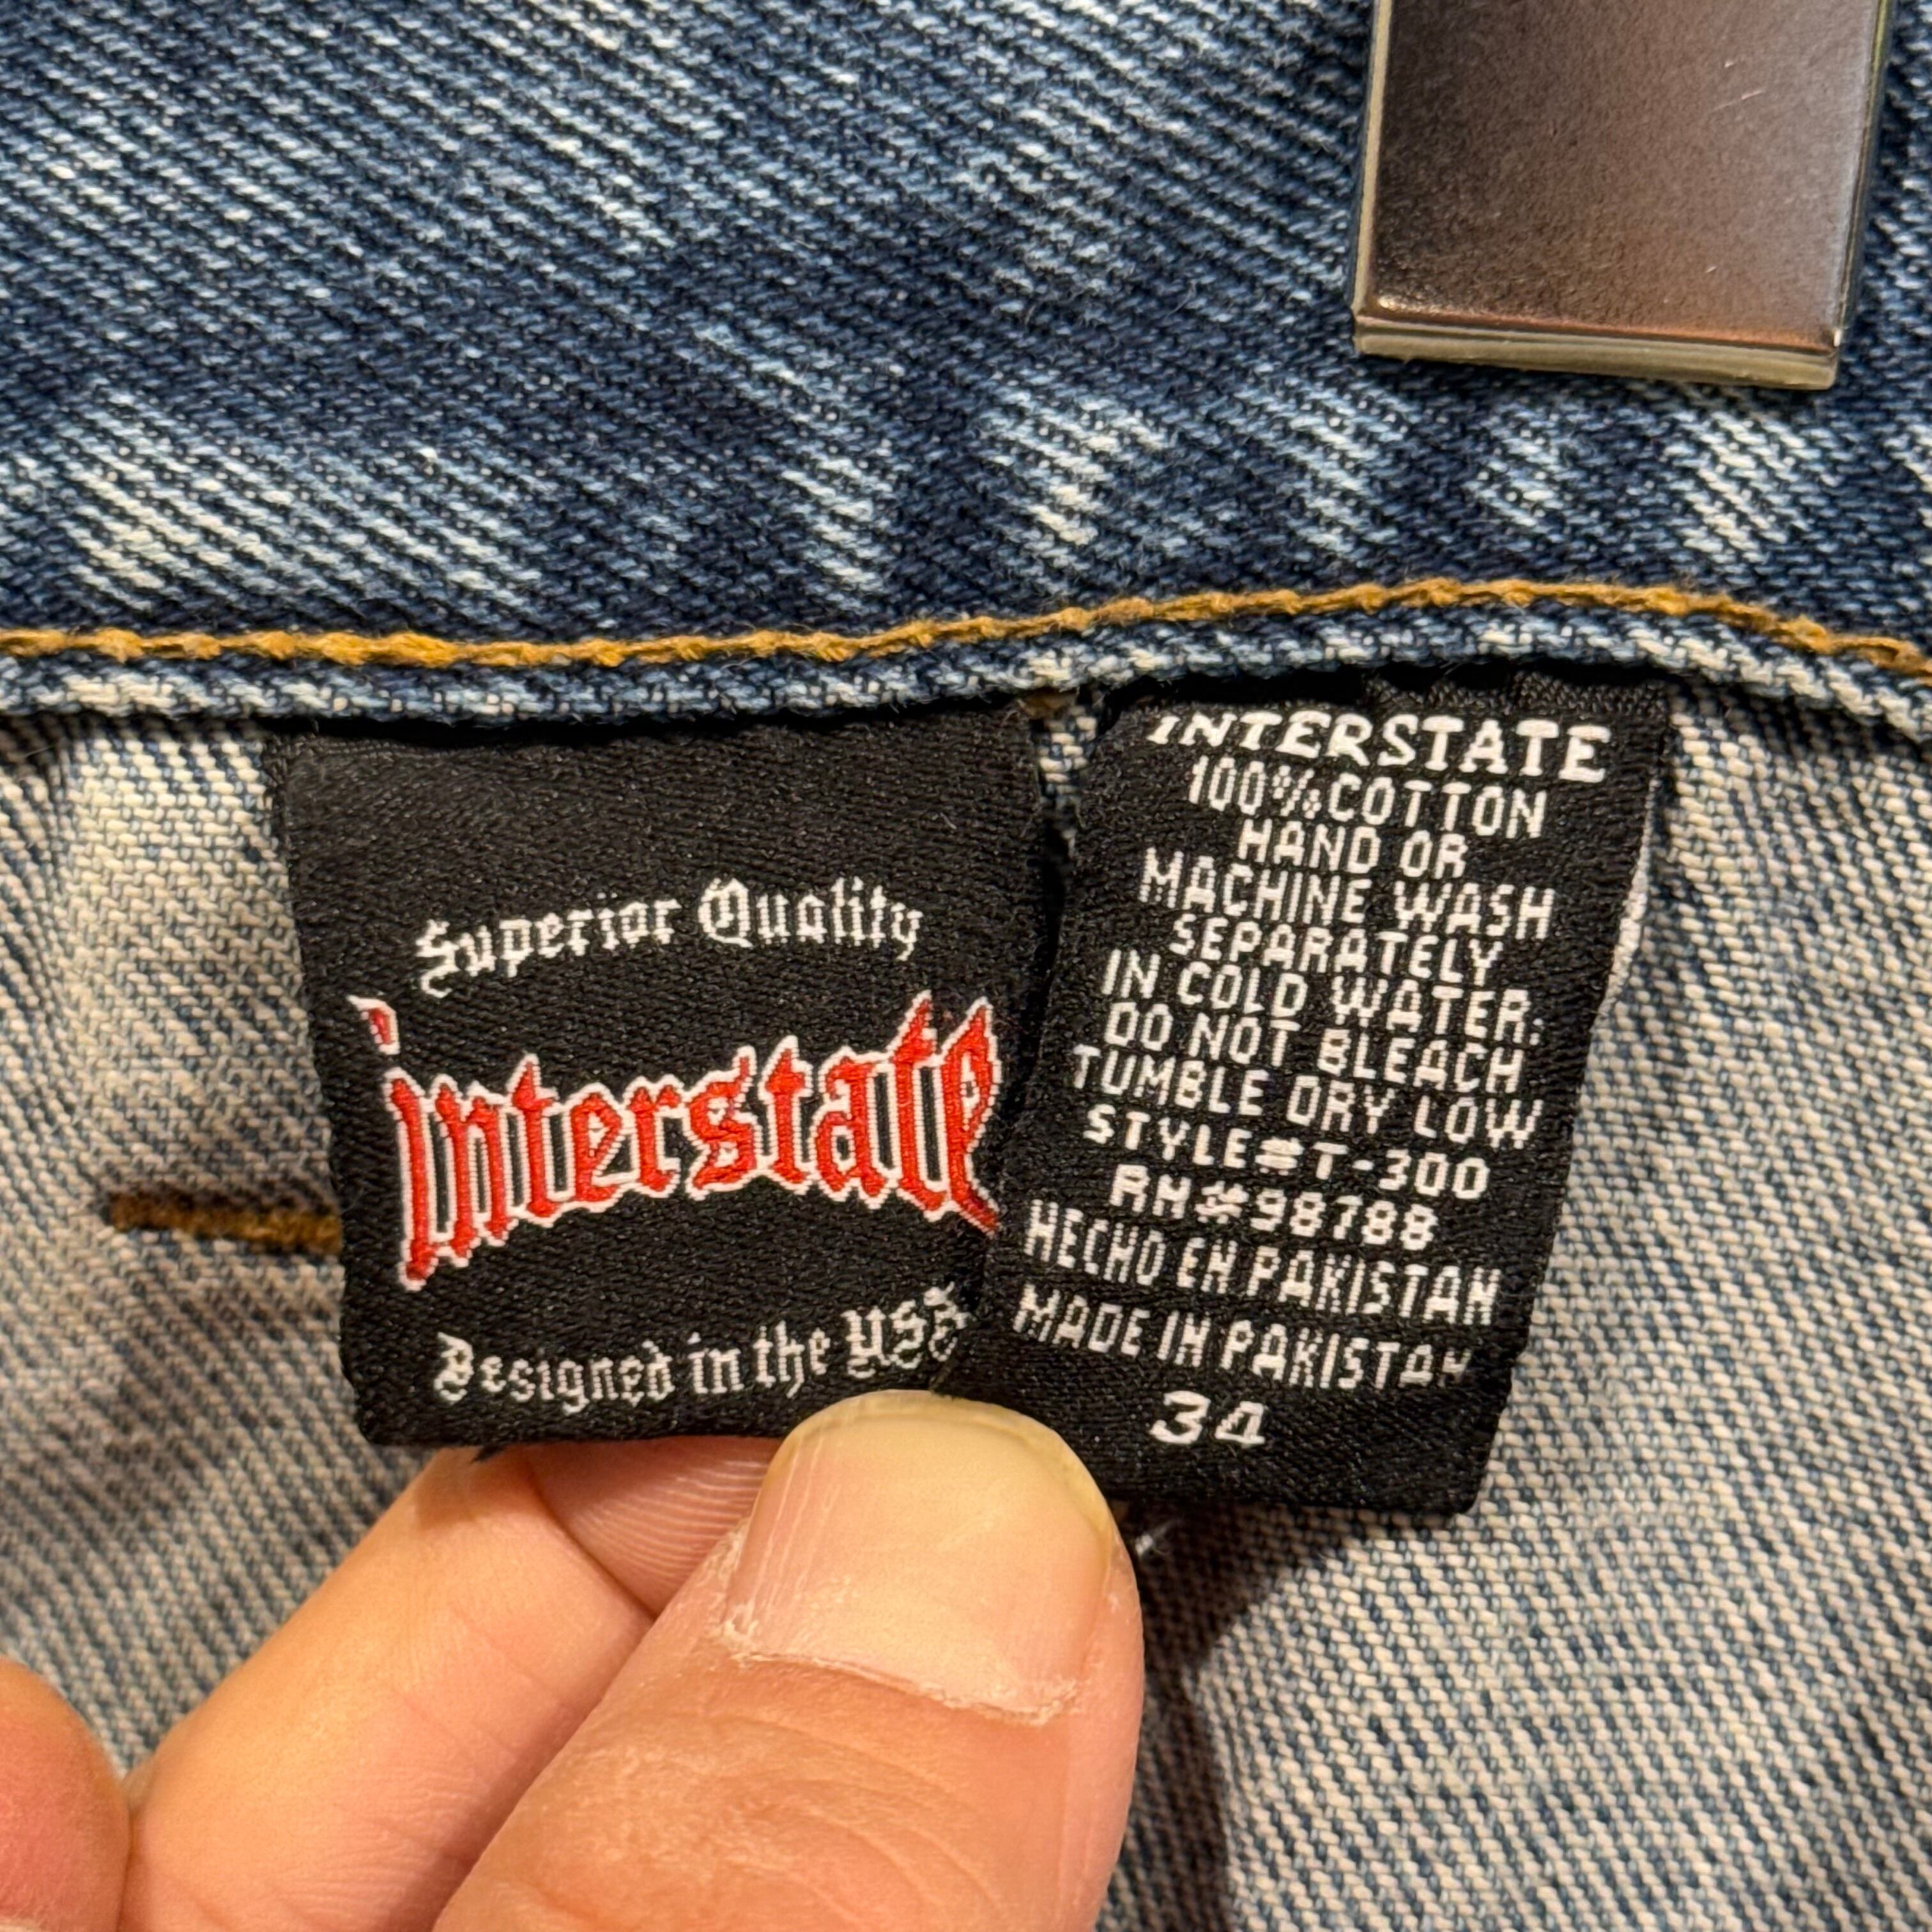 Superior Quality
interstate
Designed in the USA
INTERSTATE
100%COTTON
HAND OR
MACHINE WASH
SEPARATELY
IN COLD WATER.
DO NOT BLEACH
TUMBLE DRY LOW
STYLE#T-300
RN#98788
HECHO EN PAKISTAN
MADE IN PAKISTAN
34